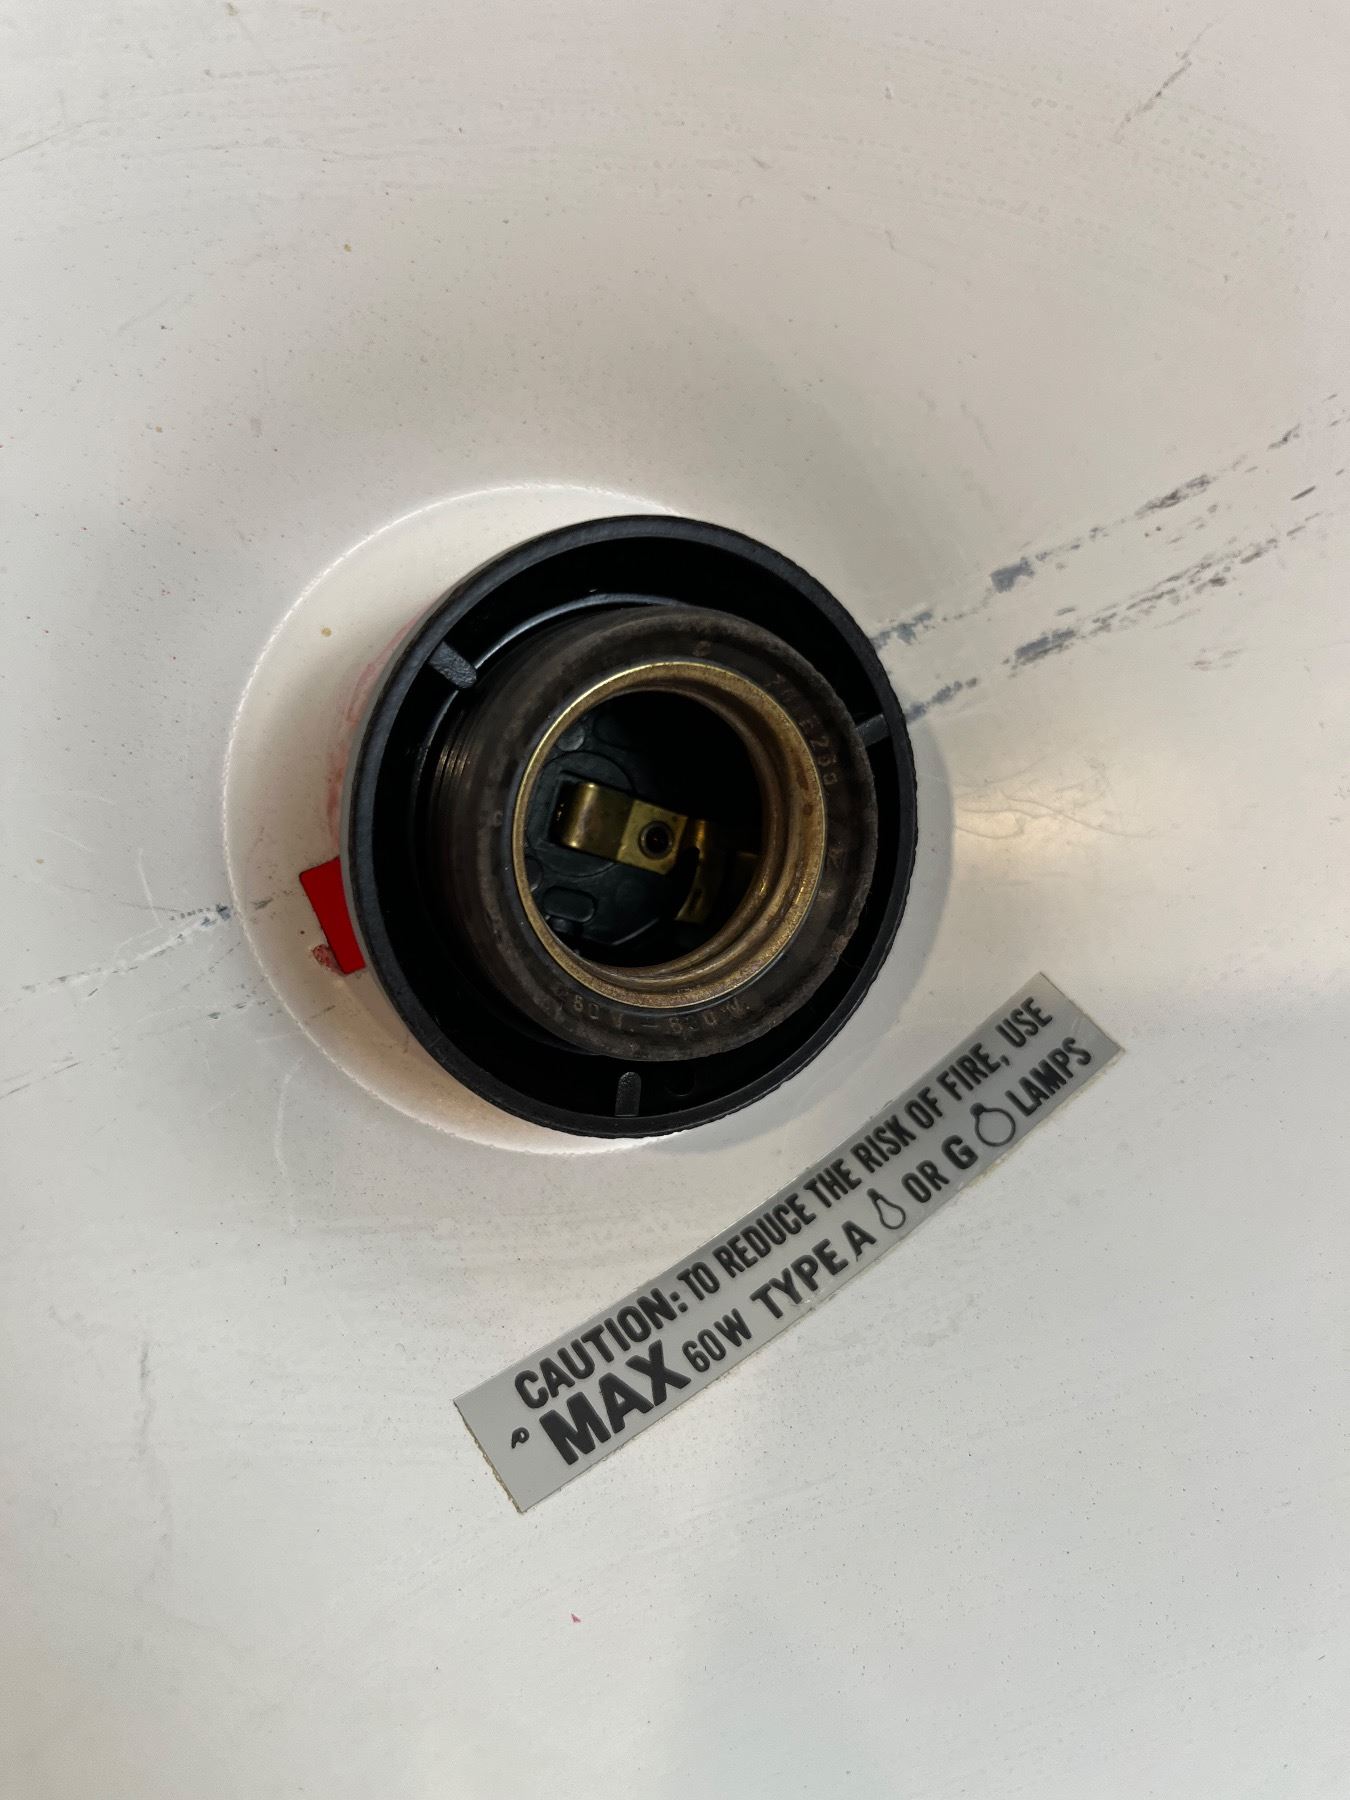 CAUTION: TO REDUCE THE RISK OF FIRE, USE
MAX 60W TYPE A OR G LAMPS